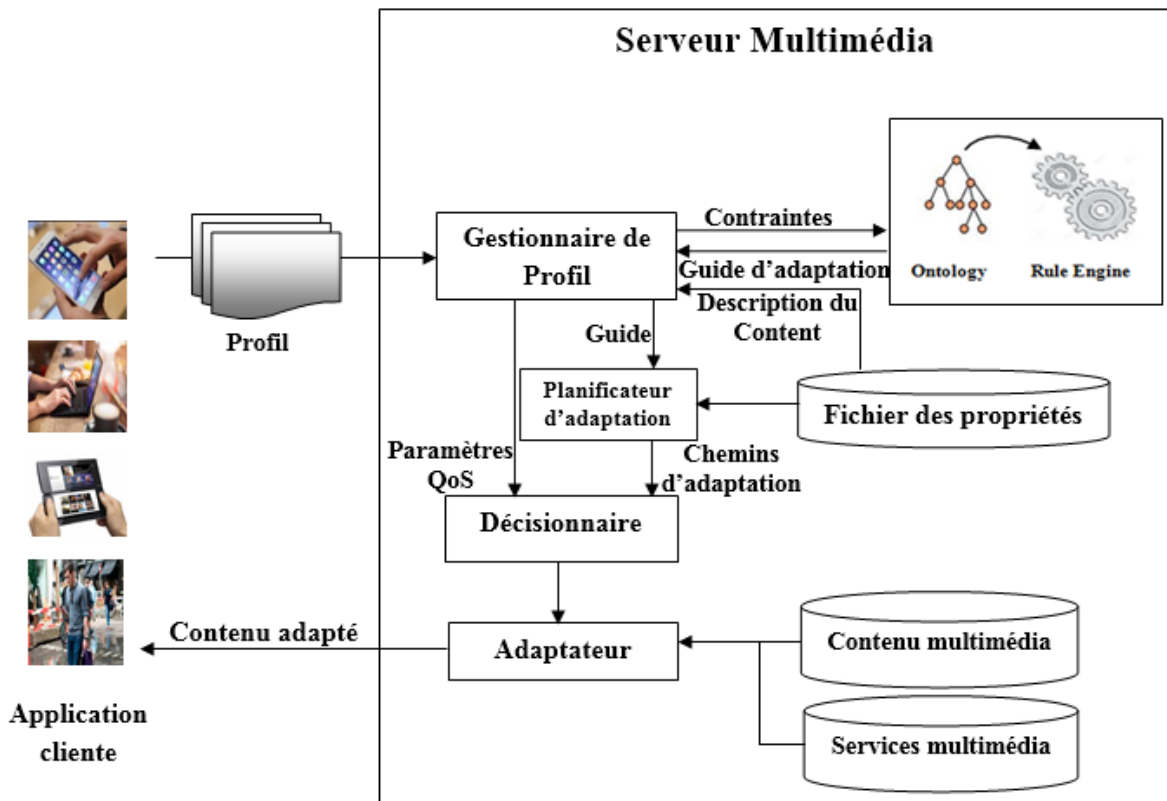 Serveur Multimédia
Gestionnaire de
Profil
Contraintes
Guide d'adaptation
Ontology
Rule Engine
Description du
Content
Profil
Guide
Planificateur
d'adaptation
Fichier des propriétés
Paramètres
QoS
Chemins
d'adaptation
Décisionnaire
Contenu adapté
Adaptateur
Contenu multimédia
Services multimédia
Application
cliente